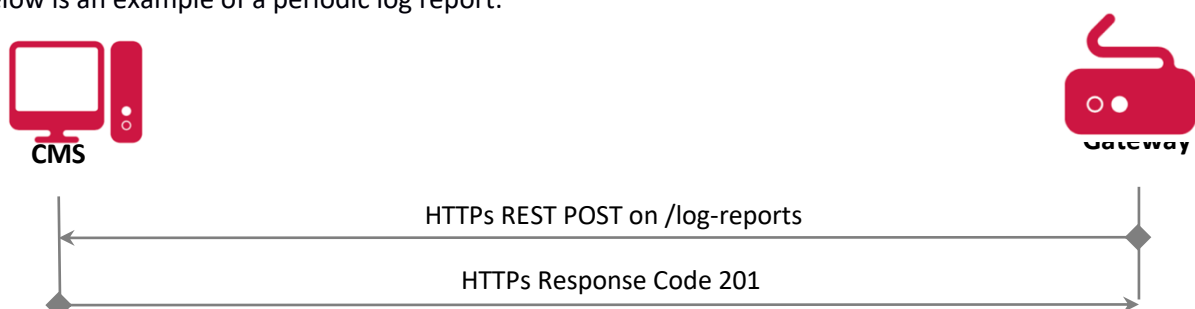 low is an example of a periodic log report:
CMS
Gateway
HTTPs REST POST on /log-reports
HTTPs Response Code 201